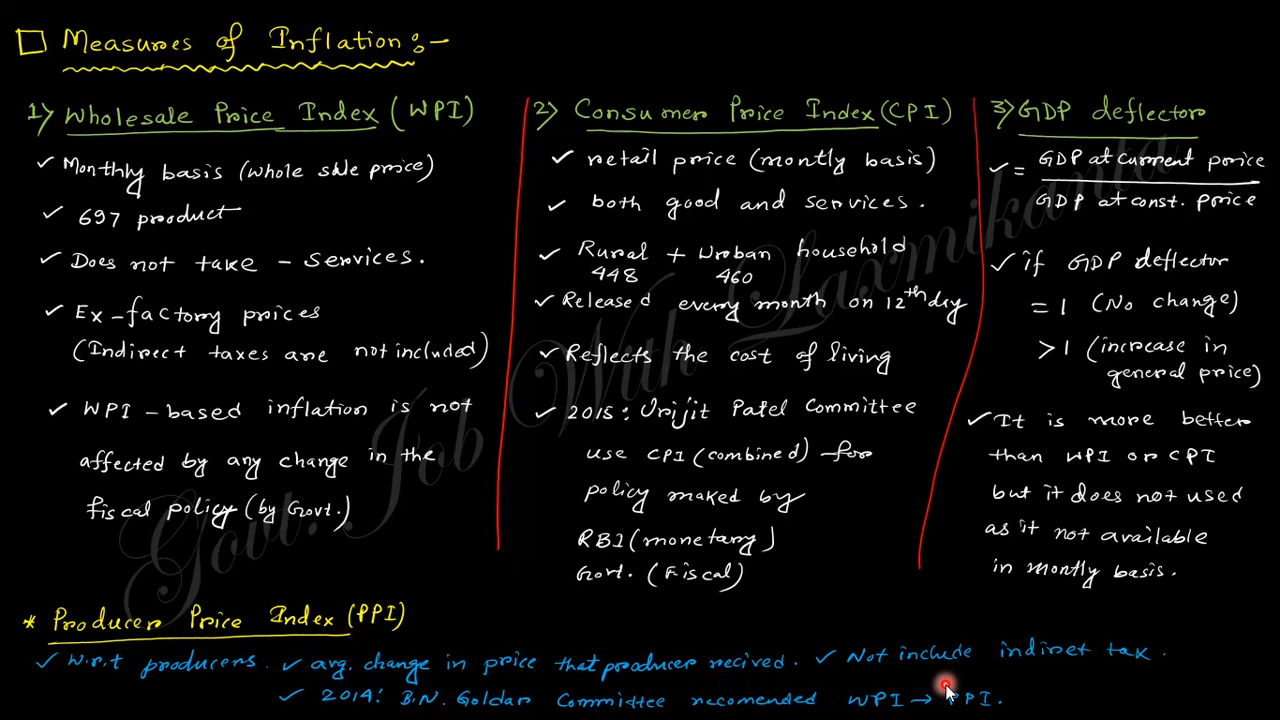 Measures of Inflation:-
1) Wholesale Price Index (WPI)
✓ Monthly basis (whole sale price)
✓ 697 product
✓ Does not take - services.
✓ Ex-factory prices
(Indirect taxes are not included)
✓ WPI-based inflation is not
affected by any change in the
fiscal policy (by Govt.)
2) Consumer Price Index (CPI)
✓ retail price (montly basis)
✓ both good and services.
✓ Rural + Urban household
448 460
✓ Released every month on 12th day
✓ Reflects the cost of living
✓ 2015: Urijit Patel Committee
use CPI (combined) for
policy maked by
RBI (monetary)
Govt. (Fiscal)
3) GDP deflector
✓ = GDP at current price
GDP at const. price
✓ if GDP deflector
= 1 (No change)
>1 (increase in
general price)
✓ It is more better
than WPI or CPI
but it does not used
as it not available
in montly basis.
* Producer Price Index (PPI)
✓ w.r.t producers. ✓ avg. change in price that producer recived. ✓ Not include indirect tax.
✓ 2014: B.N. Goldar Committee recomended WPI → PPI.
Govt. Job With Laxmikanta